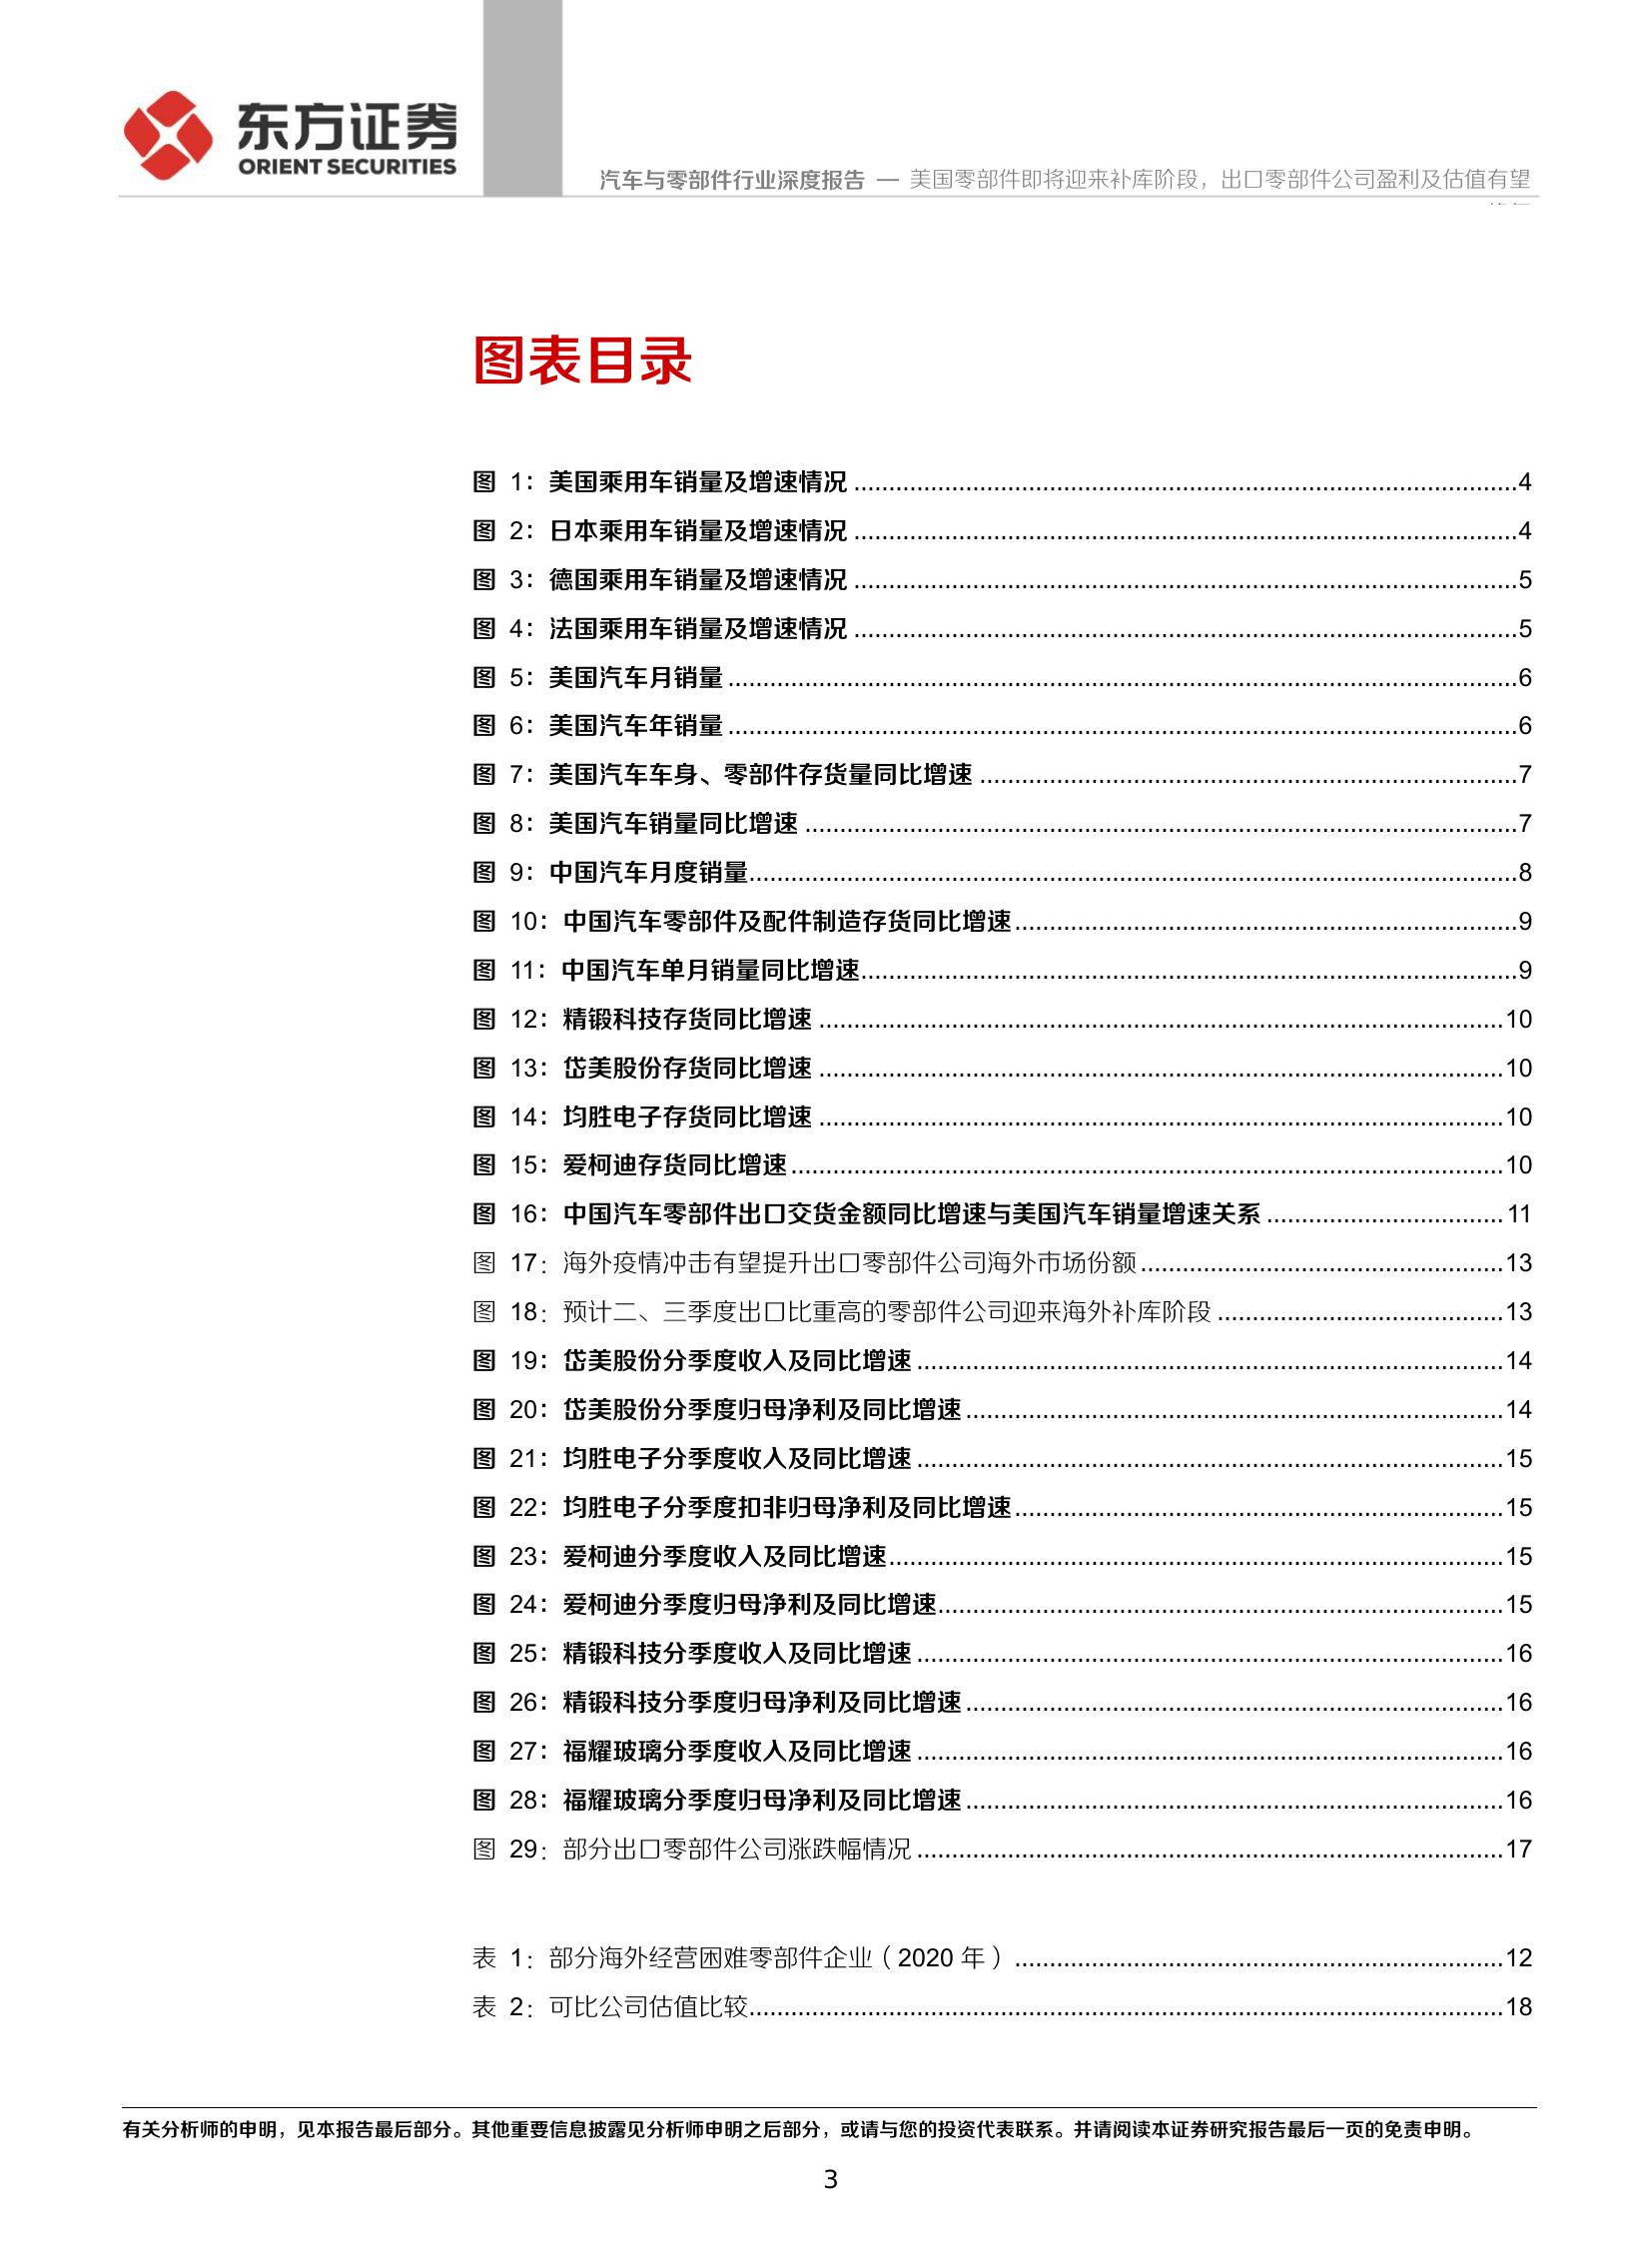 东方证券
ORIENT SECURITIES
汽车与零部件行业深度报告 — 美国零部件即将迎来补库阶段，出口零部件公司盈利及估值有望
图表目录
图 1：美国乘用车销量及增速情况 ........ 4
图 2：日本乘用车销量及增速情况 ........ 4
图 3：德国乘用车销量及增速情况 ........ 5
图 4：法国乘用车销量及增速情况 ........ 5
图 5：美国汽车月销量 ........ 6
图 6：美国汽车年销量 ........ 6
图 7：美国汽车车身、零部件存货量同比增速 ........ 7
图 8：美国汽车销量同比增速 ........ 7
图 9：中国汽车月度销量 ........ 8
图 10：中国汽车零部件及配件制造存货同比增速 ........ 9
图 11：中国汽车单月销量同比增速 ........ 9
图 12：精锻科技存货同比增速 ........ 10
图 13：岱美股份存货同比增速 ........ 10
图 14：均胜电子存货同比增速 ........ 10
图 15：爱柯迪存货同比增速 ........ 10
图 16：中国汽车零部件出口交货金额同比增速与美国汽车销量增速关系 ........ 11
图 17：海外疫情冲击有望提升出口零部件公司海外市场份额 ........ 13
图 18：预计二、三季度出口比重高的零部件公司迎来海外补库阶段 ........ 13
图 19：岱美股份分季度收入及同比增速 ........ 14
图 20：岱美股份分季度归母净利及同比增速 ........ 14
图 21：均胜电子分季度收入及同比增速 ........ 15
图 22：均胜电子分季度扣非归母净利及同比增速 ........ 15
图 23：爱柯迪分季度收入及同比增速 ........ 15
图 24：爱柯迪分季度归母净利及同比增速 ........ 15
图 25：精锻科技分季度收入及同比增速 ........ 16
图 26：精锻科技分季度归母净利及同比增速 ........ 16
图 27：福耀玻璃分季度收入及同比增速 ........ 16
图 28：福耀玻璃分季度归母净利及同比增速 ........ 16
图 29：部分出口零部件公司涨跌幅情况 ........ 17
表 1：部分海外经营困难零部件企业（2020 年） ........ 12
表 2：可比公司估值比较 ........ 18
有关分析师的申明，见本报告最后部分。其他重要信息披露见分析师申明之后部分，或请与您的投资代表联系。并请阅读本证券研究报告最后一页的免责申明。
3